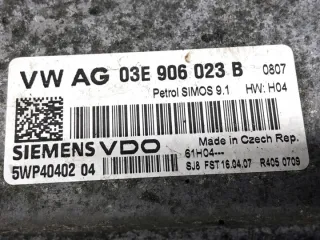 VW AG 03E 906 023 B 0807
Petrol SIMOS 9.1 HW: H04
SIEMENS VDO Made in Czech Rep.
61H04---
5WP40402 04 SJ8 FST16.04.07 R405 0709